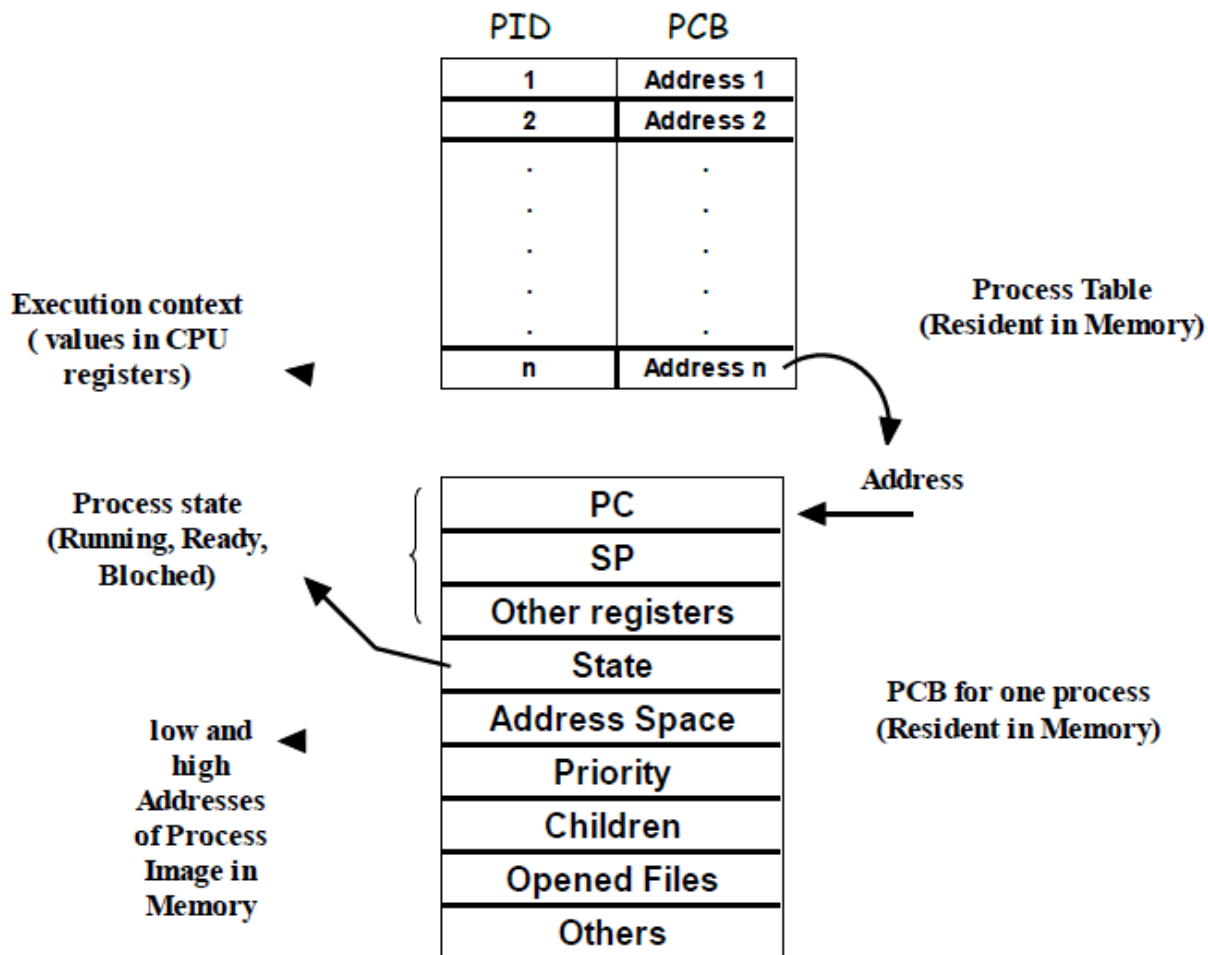 PID PCB
1 Address 1
2 Address 2
. .
. .
. .
. .
. .
n Address n
Execution context
( values in CPU
registers)
Process Table
(Resident in Memory)
Address
Process state
(Running, Ready,
Bloched)
PC
SP
Other registers
State
Address Space
Priority
Children
Opened Files
Others
PCB for one process
(Resident in Memory)
low and
high
Addresses
of Process
Image in
Memory